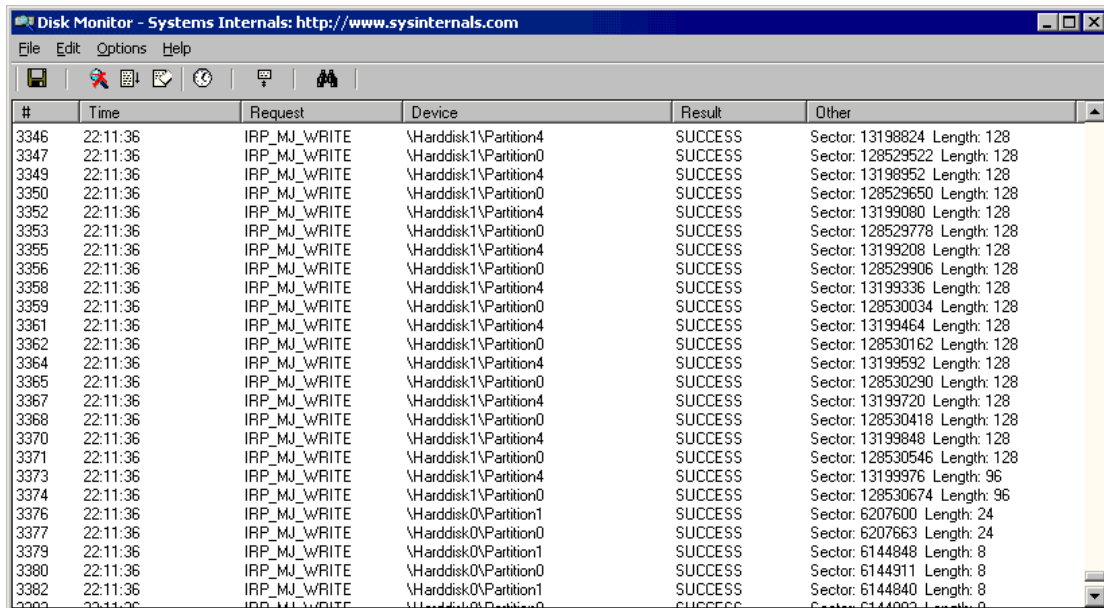 Disk Monitor - Systems Internals: http://www.sysinternals.com
File Edit Options Help
# Time Request Device Result Other
3346 22:11:36 IRP_MJ_WRITE \Harddisk1\Partition4 SUCCESS Sector: 13198824 Length: 128
3347 22:11:36 IRP_MJ_WRITE \Harddisk1\Partition0 SUCCESS Sector: 128529522 Length: 128
3349 22:11:36 IRP_MJ_WRITE \Harddisk1\Partition4 SUCCESS Sector: 13198952 Length: 128
3350 22:11:36 IRP_MJ_WRITE \Harddisk1\Partition0 SUCCESS Sector: 128529650 Length: 128
3352 22:11:36 IRP_MJ_WRITE \Harddisk1\Partition4 SUCCESS Sector: 13199080 Length: 128
3353 22:11:36 IRP_MJ_WRITE \Harddisk1\Partition0 SUCCESS Sector: 128529778 Length: 128
3355 22:11:36 IRP_MJ_WRITE \Harddisk1\Partition4 SUCCESS Sector: 13199208 Length: 128
3356 22:11:36 IRP_MJ_WRITE \Harddisk1\Partition0 SUCCESS Sector: 128529906 Length: 128
3358 22:11:36 IRP_MJ_WRITE \Harddisk1\Partition4 SUCCESS Sector: 13199336 Length: 128
3359 22:11:36 IRP_MJ_WRITE \Harddisk1\Partition0 SUCCESS Sector: 128530034 Length: 128
3361 22:11:36 IRP_MJ_WRITE \Harddisk1\Partition4 SUCCESS Sector: 13199464 Length: 128
3362 22:11:36 IRP_MJ_WRITE \Harddisk1\Partition0 SUCCESS Sector: 128530162 Length: 128
3364 22:11:36 IRP_MJ_WRITE \Harddisk1\Partition4 SUCCESS Sector: 13199592 Length: 128
3365 22:11:36 IRP_MJ_WRITE \Harddisk1\Partition0 SUCCESS Sector: 128530290 Length: 128
3367 22:11:36 IRP_MJ_WRITE \Harddisk1\Partition4 SUCCESS Sector: 13199720 Length: 128
3368 22:11:36 IRP_MJ_WRITE \Harddisk1\Partition0 SUCCESS Sector: 128530418 Length: 128
3370 22:11:36 IRP_MJ_WRITE \Harddisk1\Partition4 SUCCESS Sector: 13199848 Length: 128
3371 22:11:36 IRP_MJ_WRITE \Harddisk1\Partition0 SUCCESS Sector: 128530546 Length: 128
3373 22:11:36 IRP_MJ_WRITE \Harddisk1\Partition4 SUCCESS Sector: 13199976 Length: 96
3374 22:11:36 IRP_MJ_WRITE \Harddisk1\Partition0 SUCCESS Sector: 128530674 Length: 96
3376 22:11:36 IRP_MJ_WRITE \Harddisk0\Partition1 SUCCESS Sector: 6207600 Length: 24
3377 22:11:36 IRP_MJ_WRITE \Harddisk0\Partition0 SUCCESS Sector: 6207663 Length: 24
3379 22:11:36 IRP_MJ_WRITE \Harddisk0\Partition1 SUCCESS Sector: 6144848 Length: 8
3380 22:11:36 IRP_MJ_WRITE \Harddisk0\Partition0 SUCCESS Sector: 6144911 Length: 8
3382 22:11:36 IRP_MJ_WRITE \Harddisk0\Partition1 SUCCESS Sector: 6144840 Length: 8